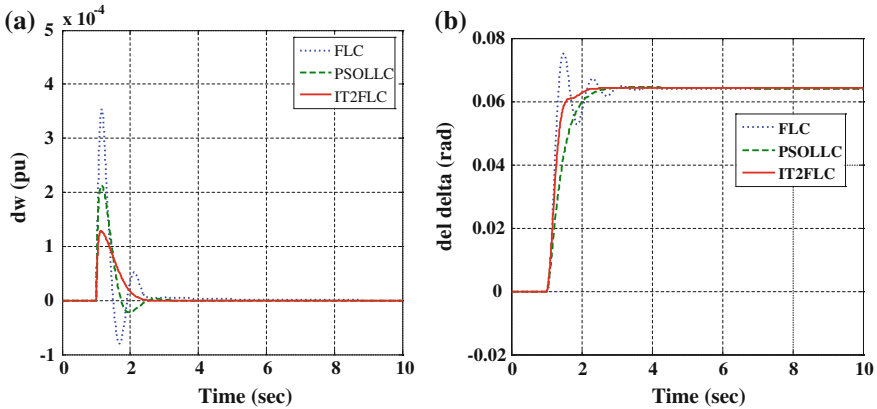 (a)
x 10-4
5
4
3
2
1
0
-1
dw (pu)
FLC
PSOLLC
IT2FLC
0 2 4 6 8 10
Time (sec)
(b)
0.08
0.06
0.04
0.02
0
-0.02
del delta (rad)
FLC
PSOLLC
IT2FLC
0 2 4 6 8 10
Time (sec)